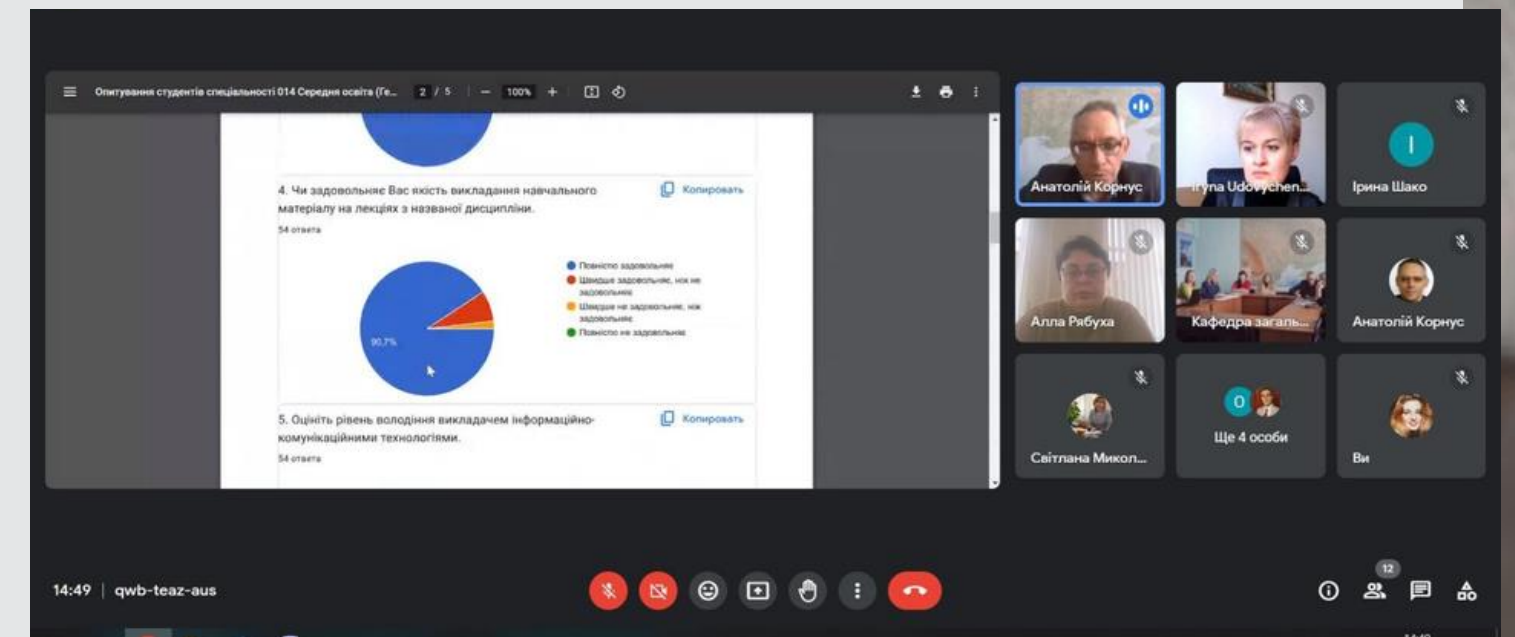 Опитування студентів спеціальності 014 Середня освіта (Ге... 2 / 5 | − 100% +
4. Чи задовольняє Вас якість викладання навчального
матеріалу на лекціях з названої дисципліни.
Копировать
54 ответа
90,7%
Повністю задовольняє
Швидше задовольняє, ніж не
задовольняє
Швидше не задовольняє, ніж
задовольняє
Повністю не задовольняє
5. Оцініть рівень володіння викладачем інформаційно-
комунікаційними технологіями.
Копировать
54 ответа
Анатолій Корнус
Iryna Udovychen...
І
Ірина Шако
Алла Рябуха
Кафедра загаль...
Анатолій Корнус
Світлана Микол...
О
Ще 4 особи
Ви
14:49 | qwb-teaz-aus
12